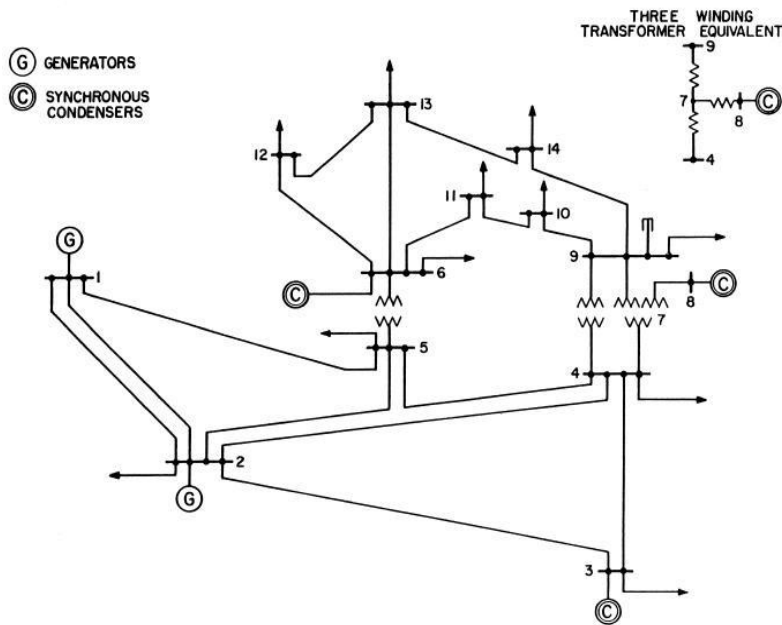 THREE WINDING
TRANSFORMER EQUIVALENT
9
7
8
C
4
G GENERATORS
C SYNCHRONOUS
CONDENSERS
13
12
14
11
10
G
1
6
9
C
8
C
7
5
4
2
G
3
C